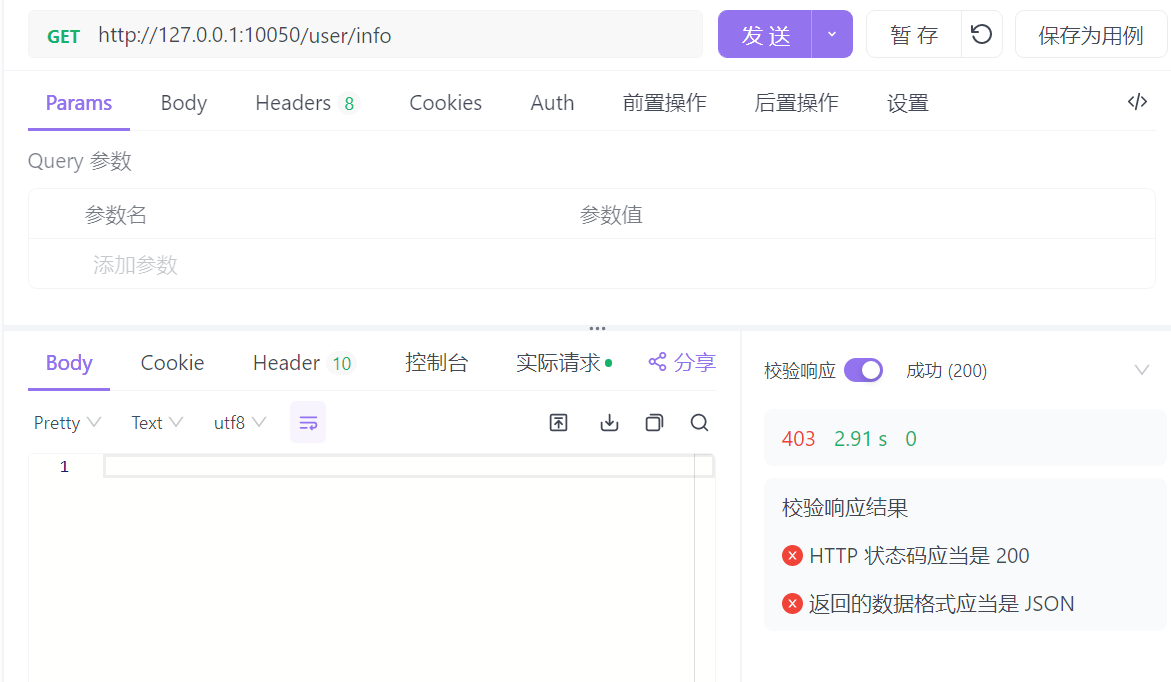 GET http://127.0.0.1:10050/user/info 发 送 暂 存 保存为用例
Params Body Headers 8 Cookies Auth 前置操作 后置操作 设置
Query 参数
参数名 参数值
添加参数
Body Cookie Header 10 控制台 实际请求 分享
Pretty Text utf8
1
校验响应 成功 (200)
403 2.91 s 0
校验响应结果
HTTP 状态码应当是 200
返回的数据格式应当是 JSON